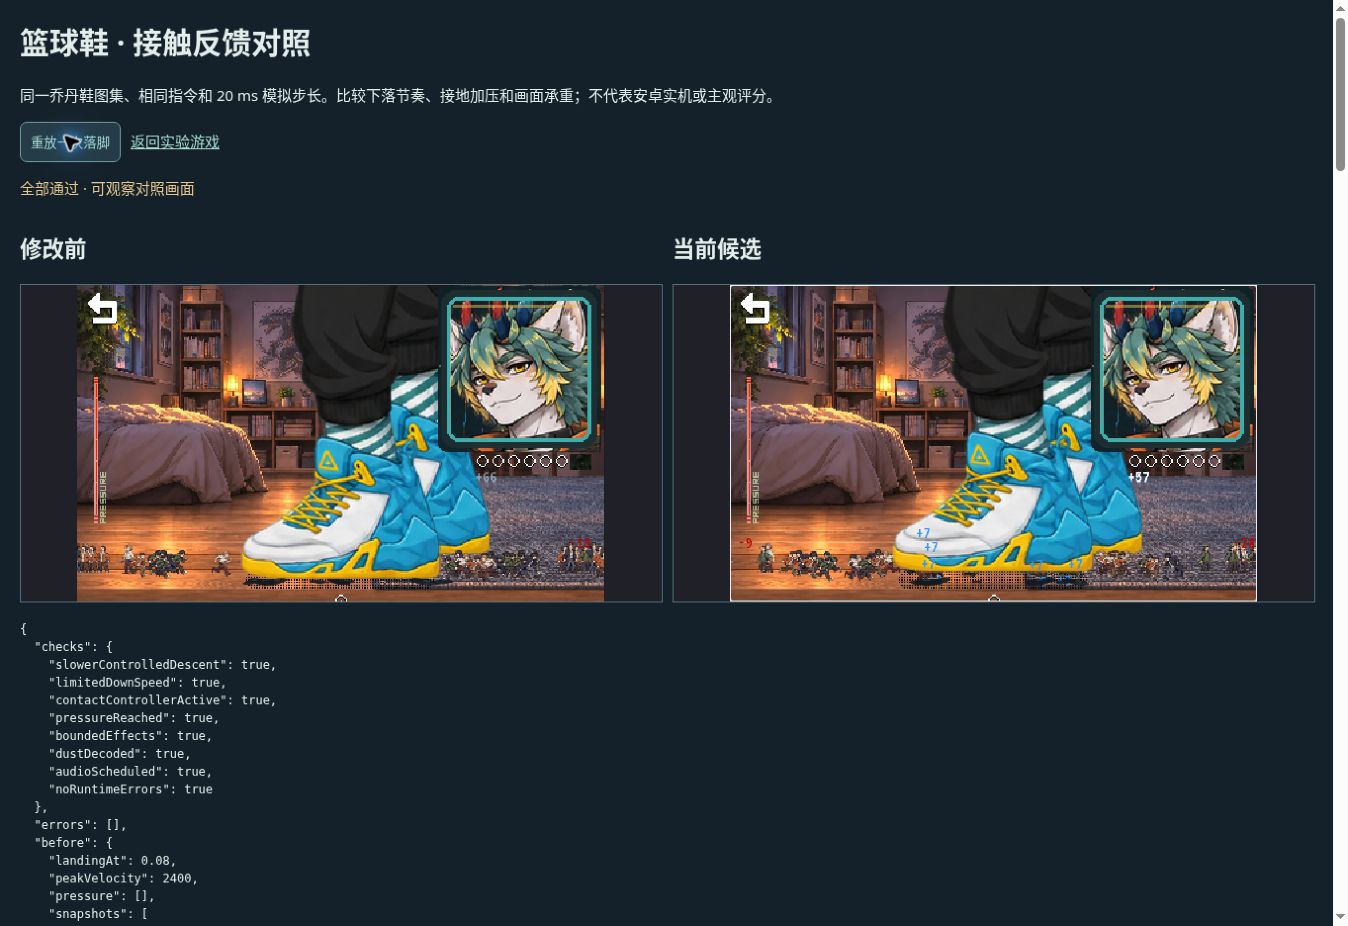 篮球鞋 · 接触反馈对照
同一乔丹鞋图集、相同指令和 20 ms 模拟步长。比较下落节奏、接地加压和画面承重；不代表安卓实机或主观评分。
重放一 落脚 返回实验游戏
全部通过 · 可观察对照画面
修改前
当前候选
PRESSURE
+66
PRESSURE
+57
-9
+7
+7
+7
{
"checks": {
"slowerControlledDescent": true,
"limitedDownSpeed": true,
"contactControllerActive": true,
"pressureReached": true,
"boundedEffects": true,
"dustDecoded": true,
"audioScheduled": true,
"noRuntimeErrors": true
},
"errors": [],
"before": {
"landingAt": 0.08,
"peakVelocity": 2400,
"pressure": [],
"snapshots": [